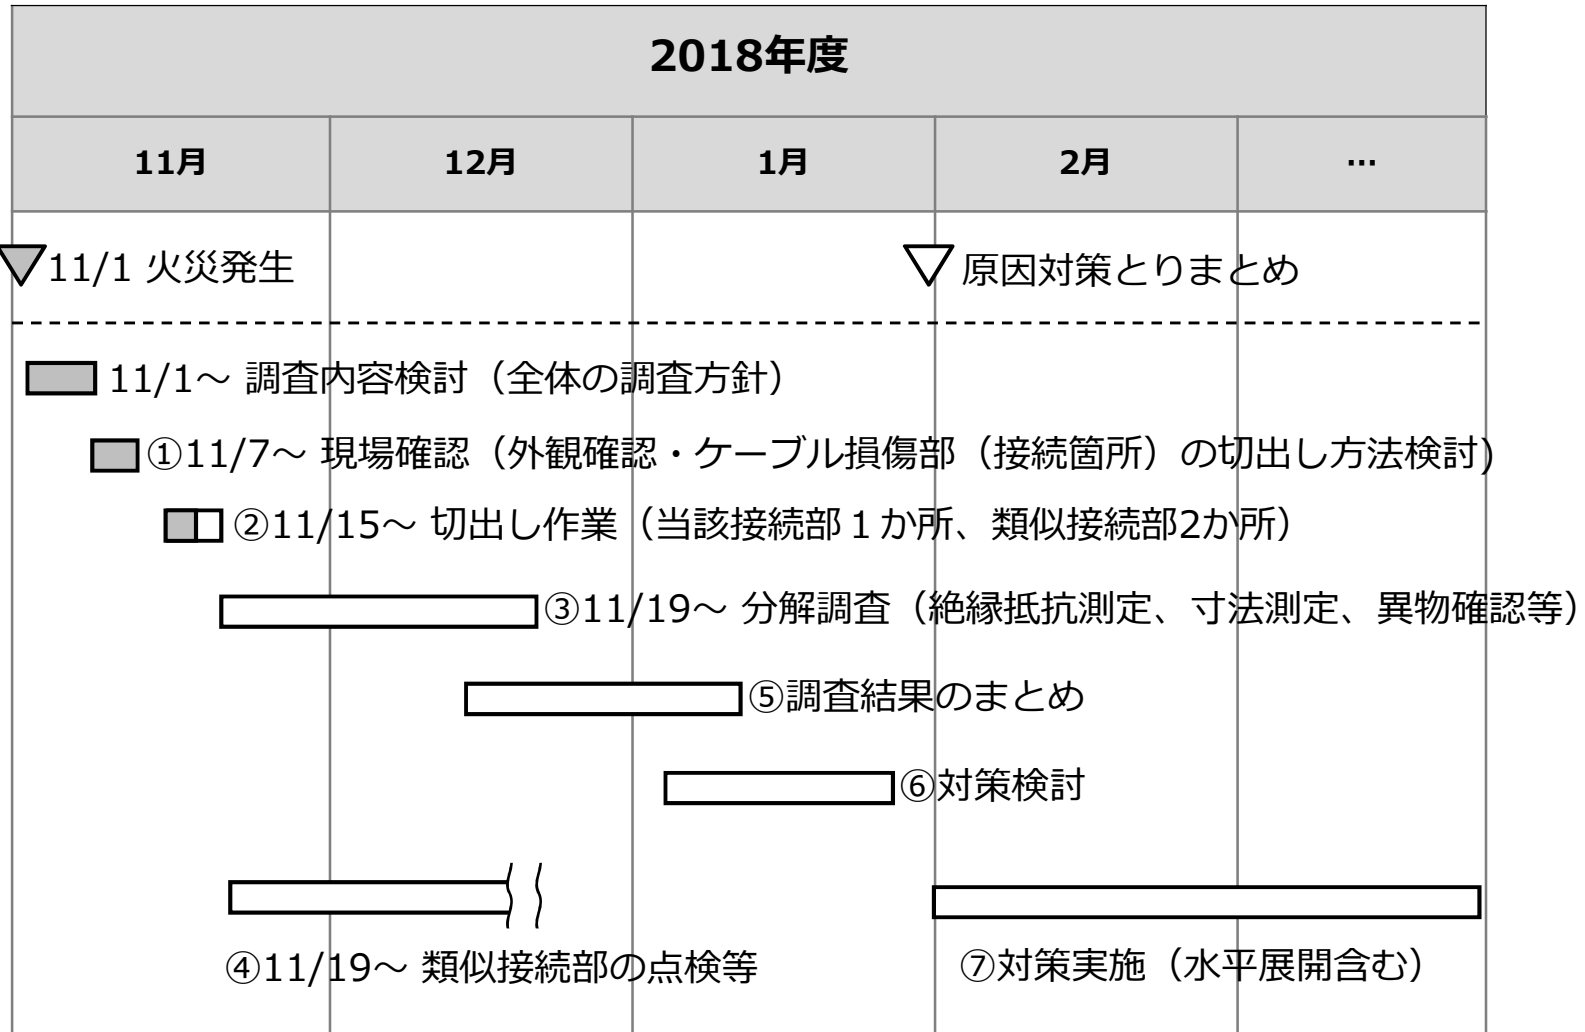 2018年度
11月 12月 1月 2月 …
11/1 火災発生 原因対策とりまとめ
11/1～ 調査内容検討（全体の調査方針）
①11/7～ 現場確認（外観確認・ケーブル損傷部（接続箇所）の切出し方法検討)
②11/15～ 切出し作業（当該接続部１か所、類似接続部2か所）
③11/19～ 分解調査（絶縁抵抗測定、寸法測定、異物確認等）
⑤調査結果のまとめ
⑥対策検討
④11/19～ 類似接続部の点検等 ⑦対策実施（水平展開含む）